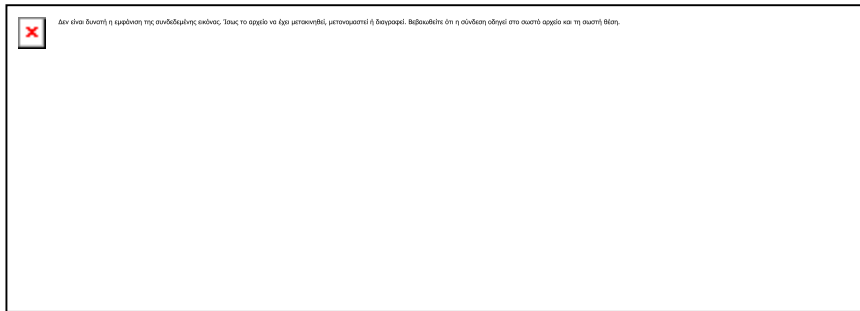 Δεν είναι δυνατή η εμφάνιση της συνδεδεμένης εικόνας. Ίσως το αρχείο να έχει μετακινηθεί, μετονομαστεί ή διαγραφεί. Βεβαιωθείτε ότι η σύνδεση οδηγεί στο σωστό αρχείο και τη σωστή θέση.